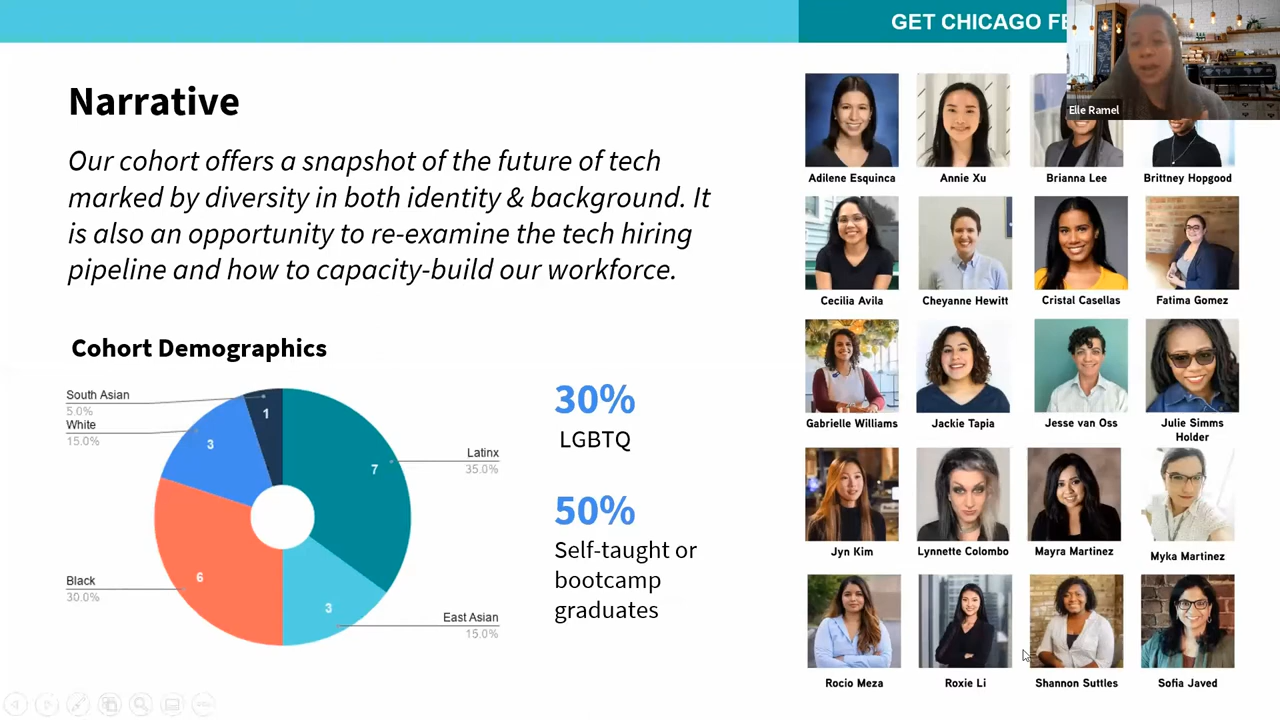 GET CHICAGO FE
Elle Ramel
Narrative
Our cohort offers a snapshot of the future of tech
marked by diversity in both identity & background. It
is also an opportunity to re-examine the tech hiring
pipeline and how to capacity-build our workforce.
Cohort Demographics
South Asian
5.0%
White
15.0%
Black
30.0%
Latinx
35.0%
East Asian
15.0%
1
3
7
6
3
30%
LGBTQ
50%
Self-taught or
bootcamp
graduates
Adilene Esquinca
Annie Xu
Brianna Lee
Brittney Hopgood
Cecilia Avila
Cheyanne Hewitt
Cristal Casellas
Fatima Gomez
Gabrielle Williams
Jackie Tapia
Jesse van Oss
Julie Simms
Holder
Jyn Kim
Lynnette Colombo
Mayra Martinez
Myka Martinez
Rocio Meza
Roxie Li
Shannon Suttles
Sofia Javed